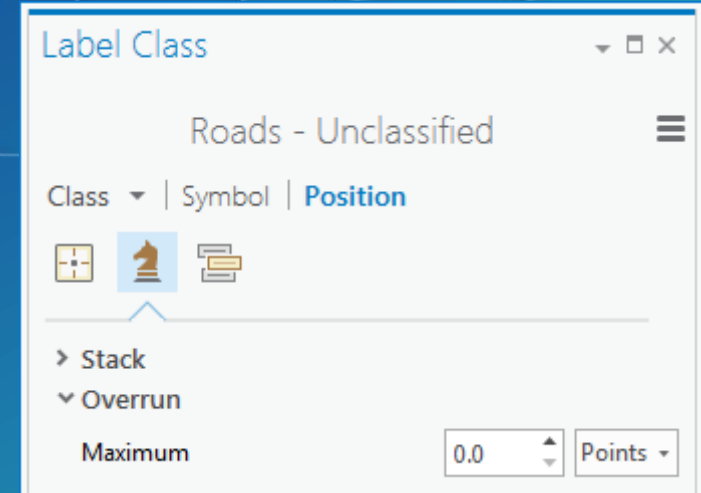 Label Class
Roads - Unclassified
Class | Symbol | Position
Stack
Overrun
Maximum 0.0 Points